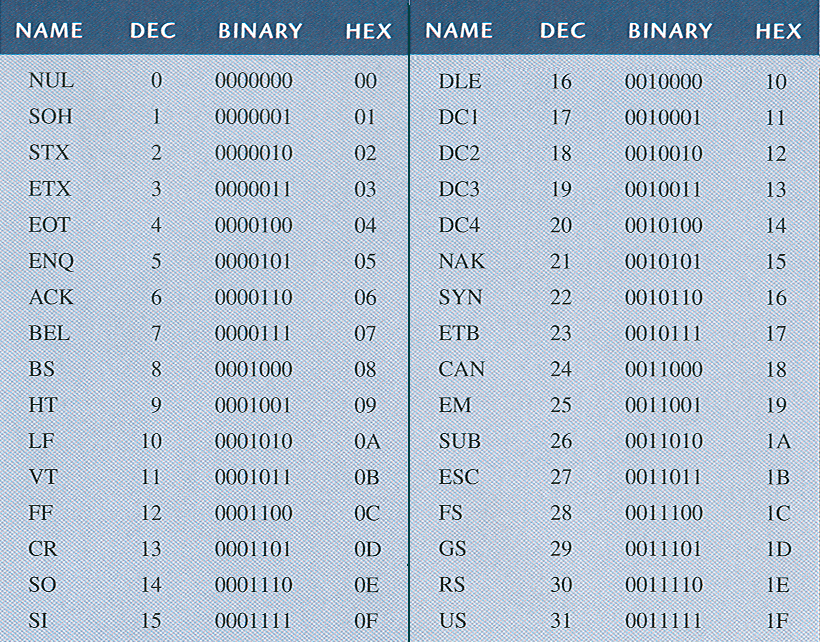 NAME DEC BINARY HEX NAME DEC BINARY HEX
NUL 0 0000000 00 DLE 16 0010000 10
SOH 1 0000001 01 DC1 17 0010001 11
STX 2 0000010 02 DC2 18 0010010 12
ETX 3 0000011 03 DC3 19 0010011 13
EOT 4 0000100 04 DC4 20 0010100 14
ENQ 5 0000101 05 NAK 21 0010101 15
ACK 6 0000110 06 SYN 22 0010110 16
BEL 7 0000111 07 ETB 23 0010111 17
BS 8 0001000 08 CAN 24 0011000 18
HT 9 0001001 09 EM 25 0011001 19
LF 10 0001010 0A SUB 26 0011010 1A
VT 11 0001011 0B ESC 27 0011011 1B
FF 12 0001100 0C FS 28 0011100 1C
CR 13 0001101 0D GS 29 0011101 1D
SO 14 0001110 0E RS 30 0011110 1E
SI 15 0001111 0F US 31 0011111 1F